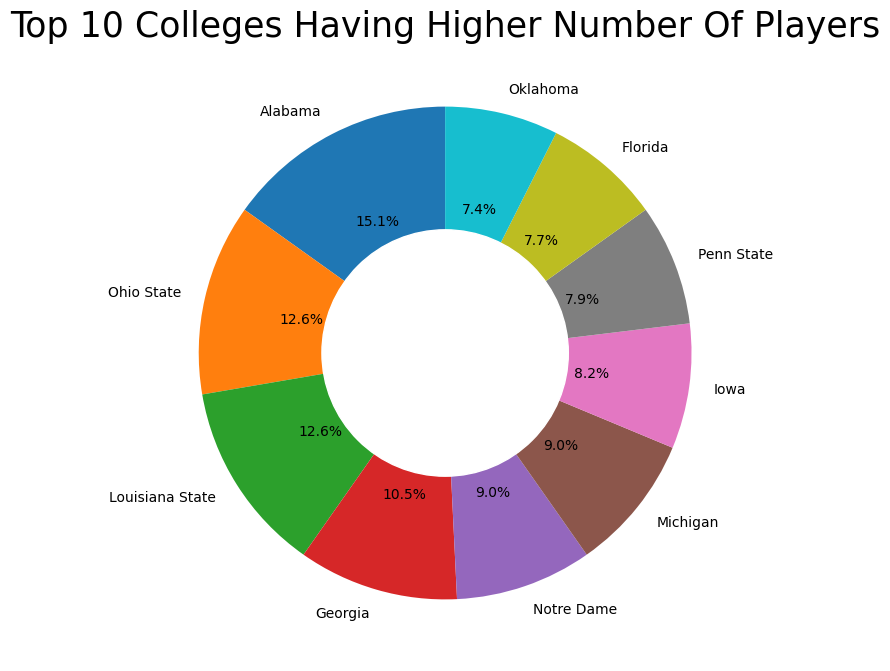 Top 10 Colleges Having Higher Number Of Players
Oklahoma
Alabama
Florida
7.4%
15.1%
7.7%
Penn State
Ohio State
7.9%
12.6%
8.2%
Iowa
12.6%
9.0%
10.5%
9.0%
Louisiana State
Michigan
Georgia
Notre Dame